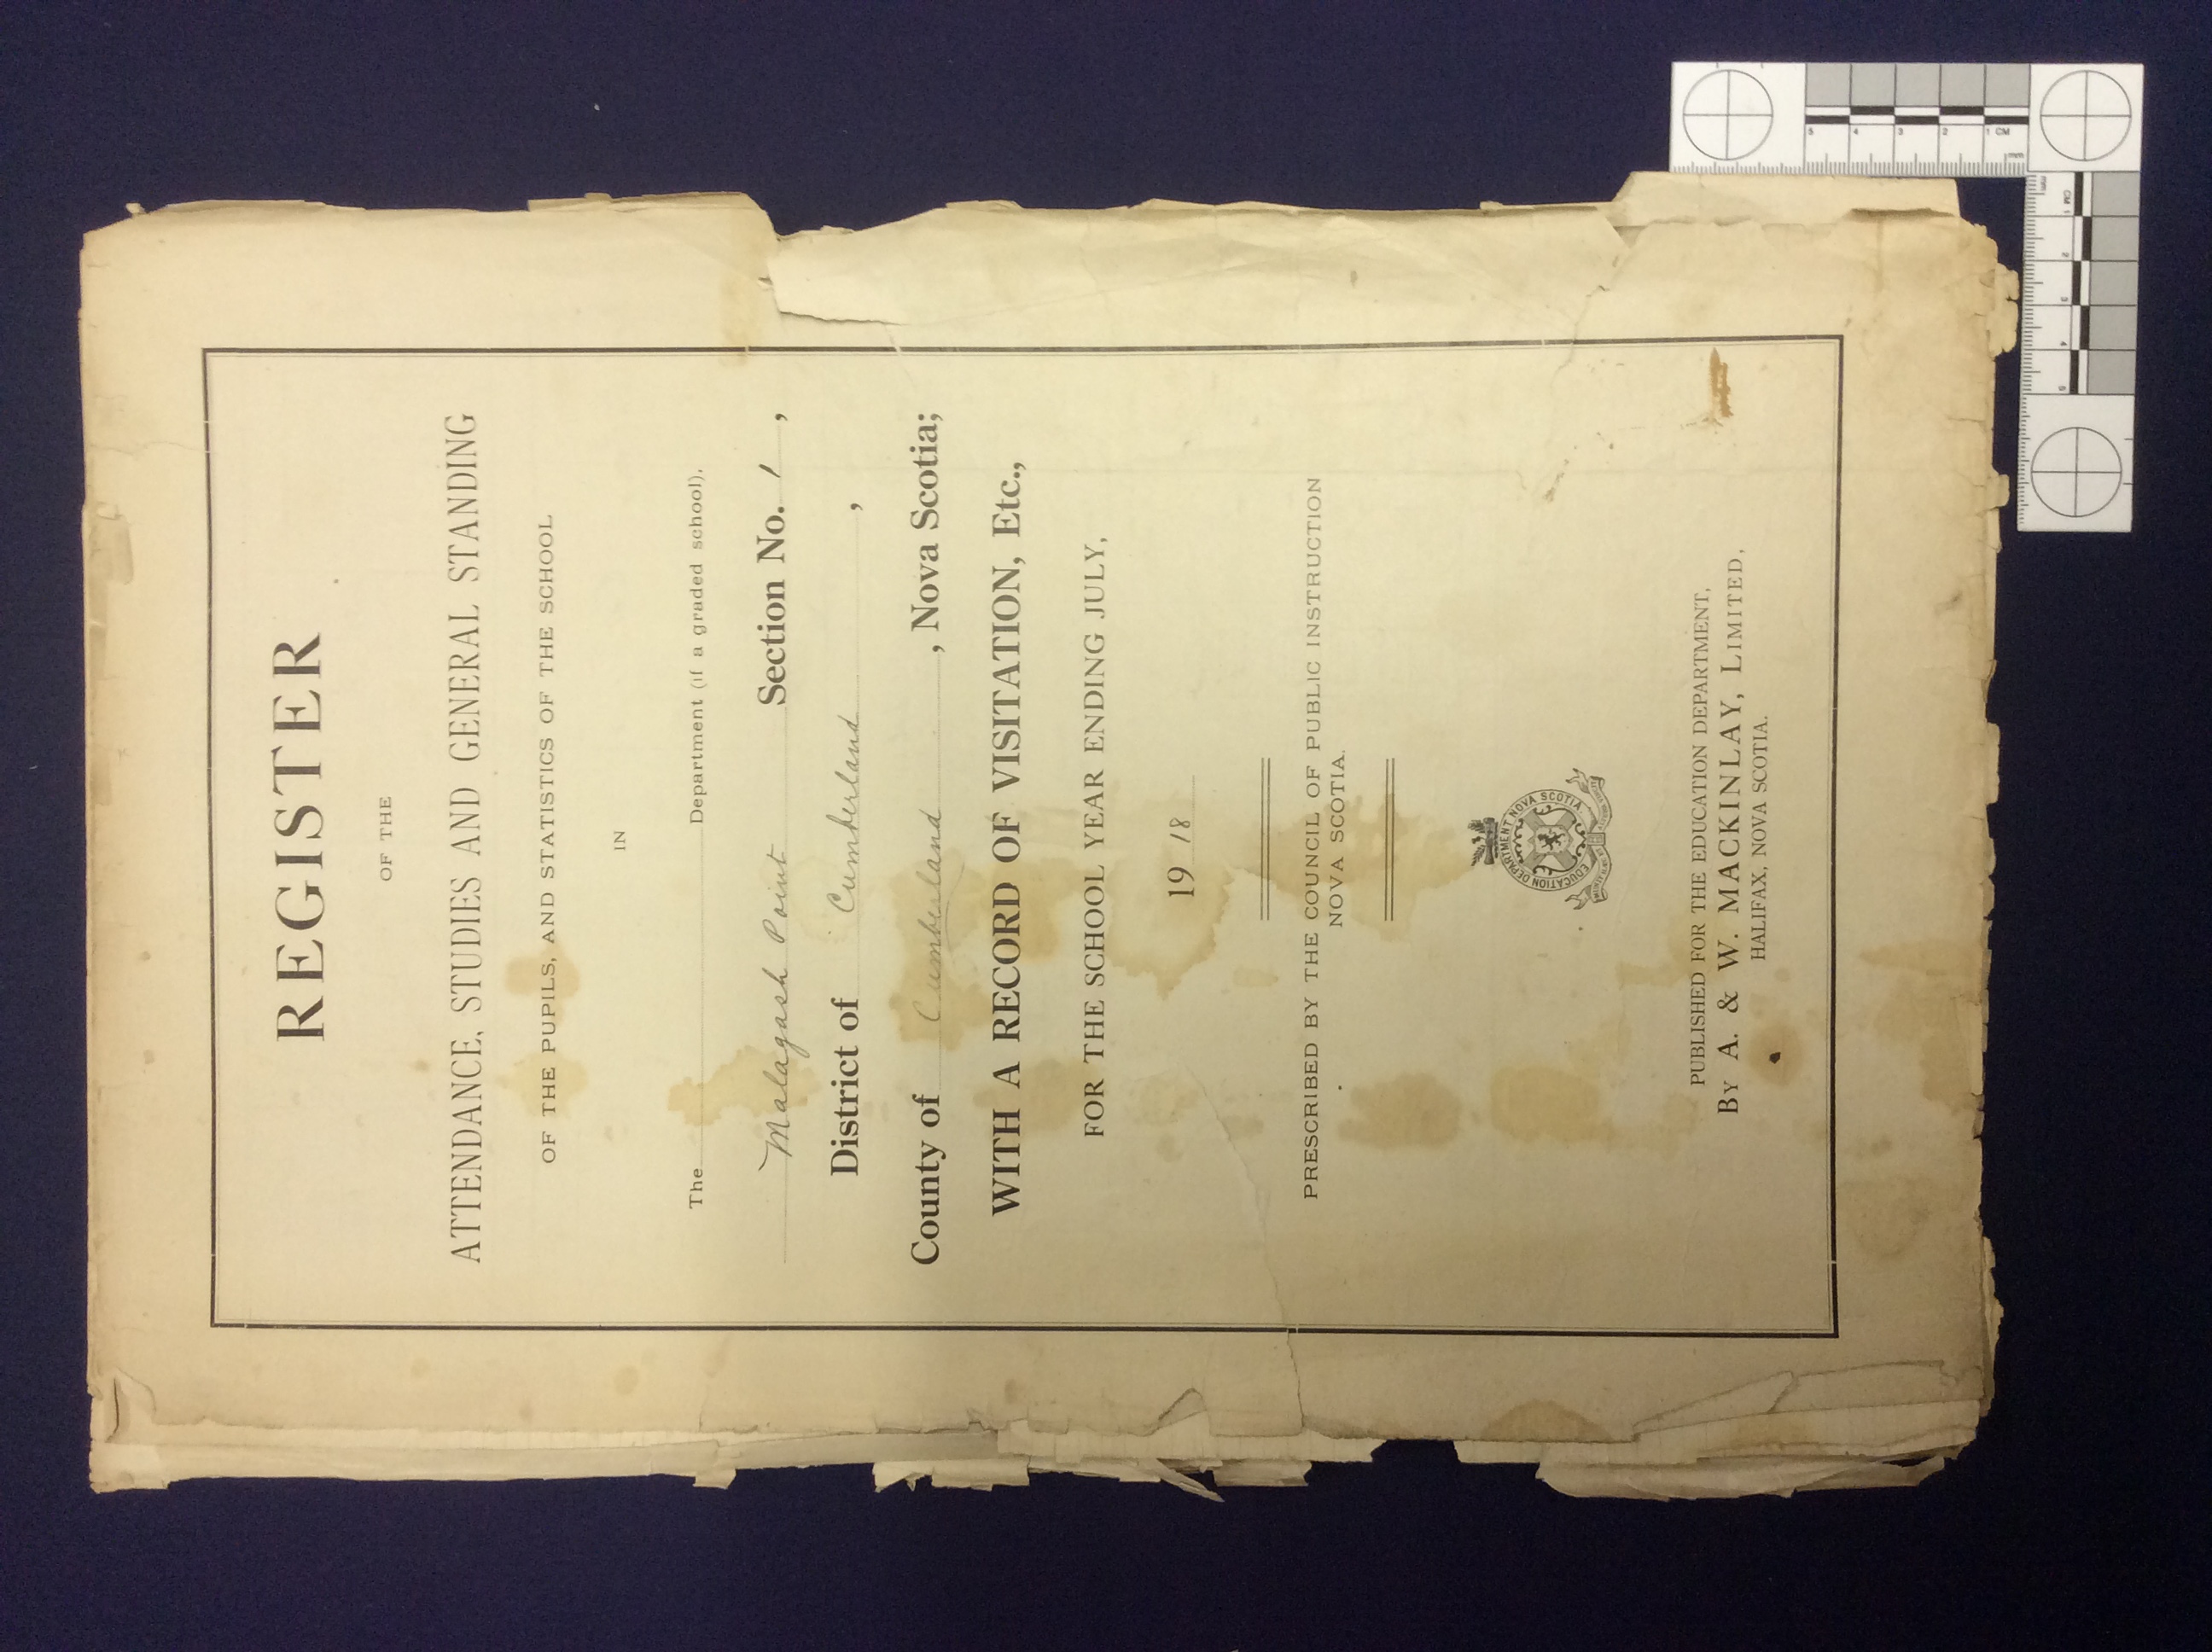 REGISTER
OF THE
ATTENDANCE, STUDIES AND GENERAL STANDING
OF THE PUPILS, AND STATISTICS OF THE SCHOOL
IN
The Department (if a graded school),
Malagash Point Section No. 1,
District of Cumberland,
County of Cumberland, Nova Scotia;
WITH A RECORD OF VISITATION, Etc.,
FOR THE SCHOOL YEAR ENDING JULY,
1918
PRESCRIBED BY THE COUNCIL OF PUBLIC INSTRUCTION
NOVA SCOTIA.
EDUCATION DEPARTMENT NOVA SCOTIA
PUBLISHED FOR THE EDUCATION DEPARTMENT,
BY A. & W. MACKINLAY, LIMITED,
HALIFAX, NOVA SCOTIA.
5 4 3 2 1 CM
mm
mm
CM 1 2 3 4 5